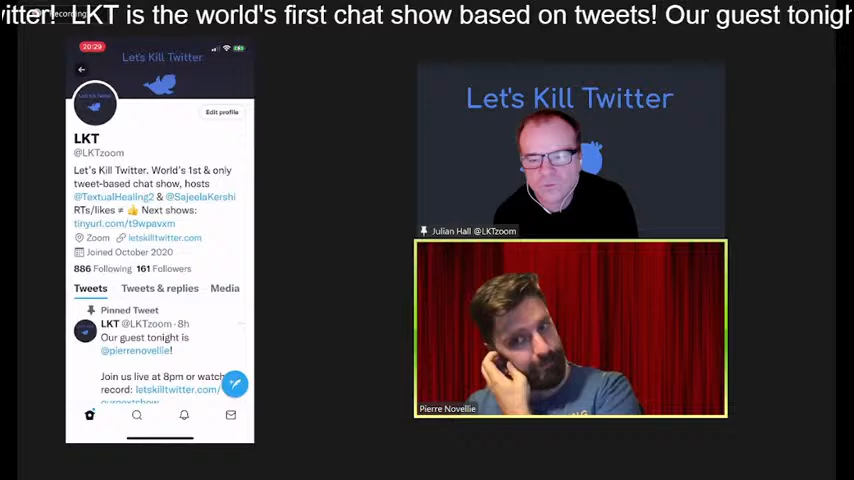 itter! LKT is the world's first chat show based on tweets! Our guest tonigh
Recording
20:29
Let's Kill Twitter
Edit profile
LKT
@LKTzoom
Let's Kill Twitter. World's 1st & only
tweet-based chat show, hosts
@TextualHealing2 & @SajeelaKershi
RTs/likes ≠ 👍 Next shows:
tinyurl.com/t9wpavxm
Zoom letskilltwitter.com
Joined October 2020
886 Following 161 Followers
Tweets Tweets & replies Media
Pinned Tweet
LKT @LKTzoom · 8h
Our guest tonight is
@pierrenovellie!
Join us live at 8pm or watch
record: letskilltwitter.com/
ournextshow
Let's Kill Twitter
Julian Hall @LKTzoom
Pierre Novellie